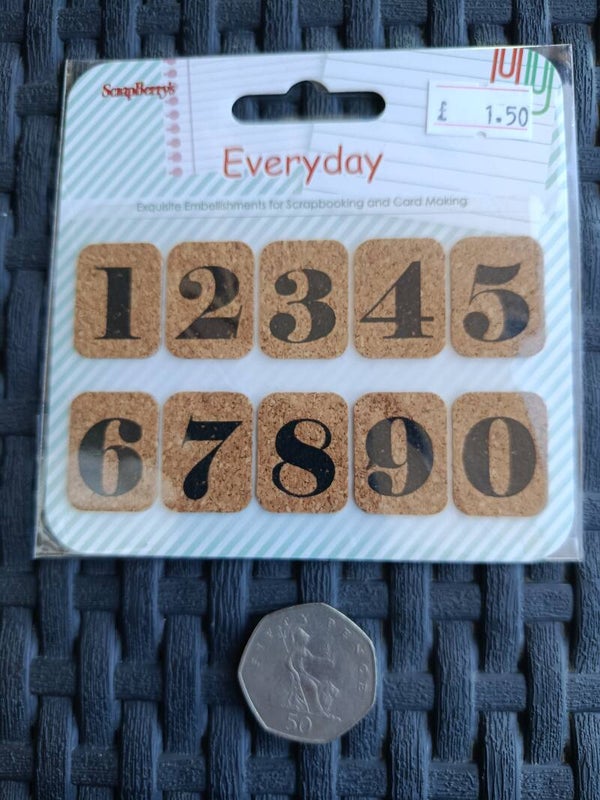 ScrapBerry's
£ 1.50
Everyday
Exquisite Embellishments for Scrapbooking and Card Making
1 2 3 4 5
6 7 8 9 0
FIFTY PENCE
50